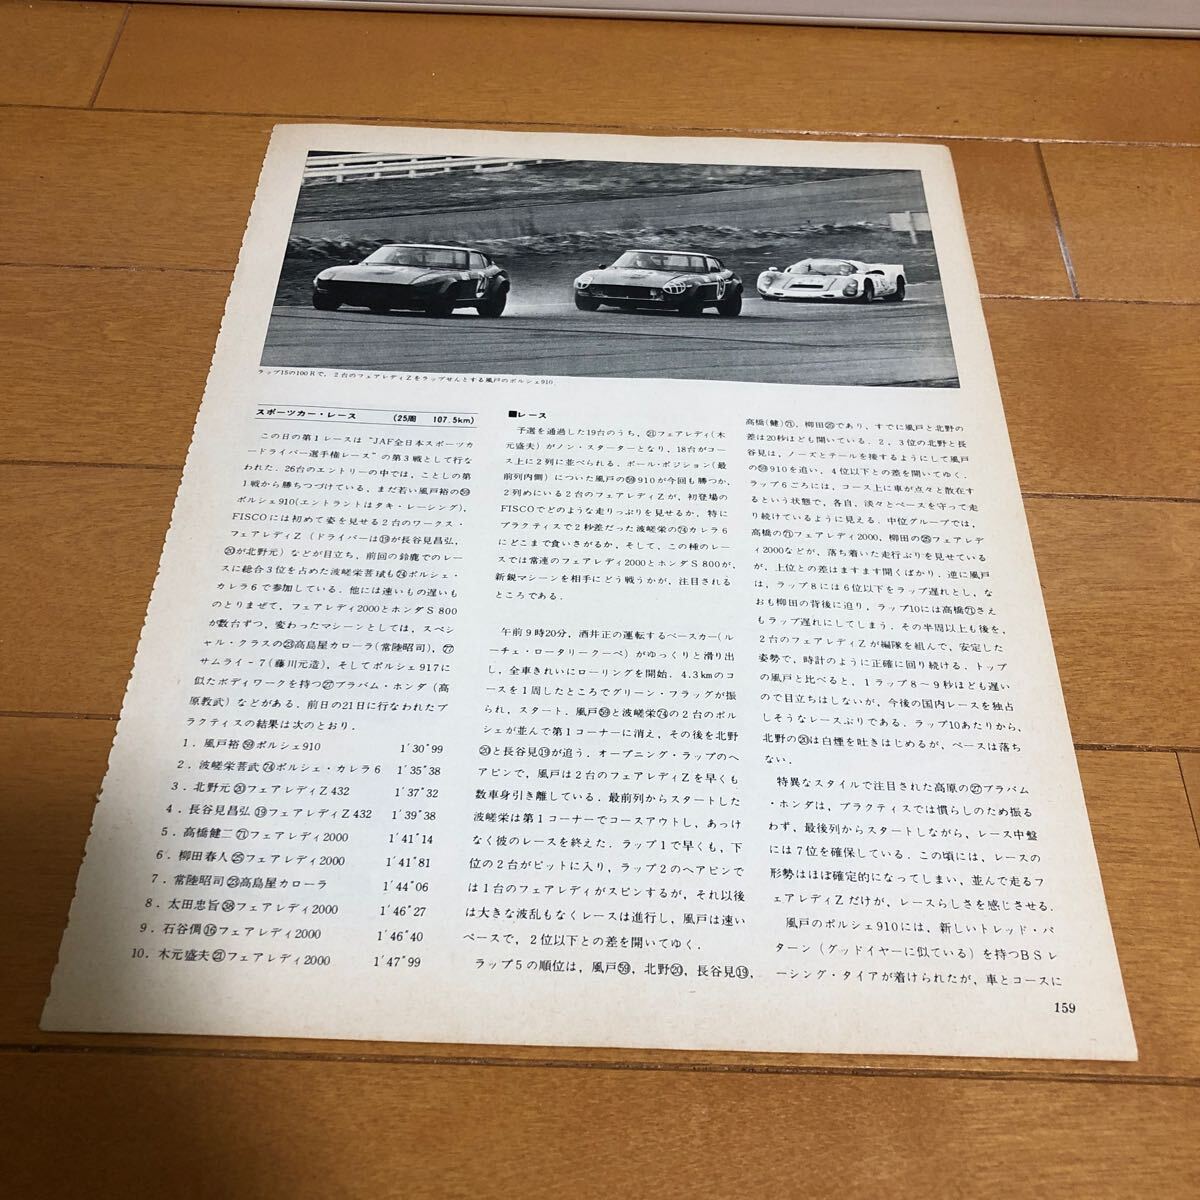 ラップ15の100Rで,2台のフェアレディZをラップせんとする風戸のポルシェ910.
スポーツカー・レース (25周 107.5km)
この日の第1レースは"JAF全日本スポーツカ
ードライバー選手権レース"の第3戦として行な
われた.26台のエントリーの中では,ことしの第
1戦から勝ちつづけている,まだ若い風戸裕の㊾
ポルシェ910(エントラントはタキ・レーシング),
FISCOには初めて姿を見せる2台のワークス・
フェアレディZ(ドライバーは⑲が長谷見昌弘,
⑳が北野元)などが目立ち,前回の鈴鹿でのレー
スに総合3位を占めた波嵯栄菩珷も74ポルシェ・
カレラ6で参加している.他には速いもの遅いも
のとりまぜて,フェアレディ2000とホンダS800
が数台ずつ,変わったマシーンとしては,スペシ
ャル・クラスの㉓高島屋カローラ(常陸昭司),77
サムライ-7(藤川元造),そしてポルシェ917に
似たボディワークを持つ㉗ブラバム・ホンダ(高
原教武)などがある.前日の21日に行なわれたプ
ラクティスの結果は次のとおり.
1.風戸裕59ポルシェ910 1′30″99
2.波嵯栄菩武74ポルシェ・カレラ6 1′35″38
3.北野元⑳フェアレディZ432 1′37″32
4.長谷見昌弘⑲フェアレディZ432 1′39″38
5.高橋健二71フェアレディ2000 1′41″14
6.柳田春人㉕フェアレディ2000 1′41″81
7.常陸昭司㉓高島屋カローラ 1′44″06
8.太田忠旨㊳フェアレディ2000 1′46″27
9.石谷僩⑯フェアレディ2000 1′46″40
10.木元盛夫㉑フェアレディ2000 1′47″99
■レース
予選を通過した19台のうち,㉑フェアレディ(木
元盛夫)がノン・スターターとなり,18台がコー
ス上に2列に並べられる.ポール・ポジション(最
前列内側)についた風戸の59910が今回も勝つか,
2列めにいる2台のフェアレディZが,初登場の
FISCOでどのような走りっぷりを見せるか,特に
プラクティスで2秒差だった波嵯栄の74カレラ6
にどこまで食いさがるか,そして,この種のレー
スでは常連のフェアレディ2000とホンダS800が,
新鋭マシーンを相手にどう戦うかが,注目される
ところである.
午前9時20分,酒井正の運転するペースカー(ル
ーチェ・ロータリークーペ)がゆっくりと滑り出
し,全車きれいにローリングを開始.4.3kmのコ
ースを1周したところでグリーン・フラッグが振
られ,スタート.風戸59と波嵯栄74の2台のポル
シェが並んで第1コーナーに消え,その後を北野
⑳と長谷見⑲が追う.オープニング・ラップのヘ
アピンで,風戸は2台のフェアレディZを早くも
数車身引き離している.最前列からスタートした
波嵯栄は第1コーナーでコースアウトし,あっけ
なく彼のレースを終えた.ラップ1で早くも,下
位の2台がピットに入り,ラップ2のヘアピンで
は1台のフェアレディがスピンするが,それ以後
は大きな波乱もなくレースは進行し,風戸は速い
ペースで,2位以下との差を開いてゆく.
ラップ5の順位は,風戸59,北野⑳,長谷見⑲,
高橋(健)71,柳田㉕であり,すでに風戸と北野の
差は20秒ほども開いている.2,3位の北野と長
谷見は,ノーズとテールを接するようにして風戸
の59910を追い,4位以下との差を開いてゆく.
ラップ6ごろには,コース上に車が点々と散在す
るという状態で,各自,淡々とペースを守って走
り続けているように見える.中位グループでは,
高橋の71フェアレディ2000,柳田の㉕フェアレデ
ィ2000などが,落ち着いた走行ぶりを見せている
が,上位との差はますます開くばかり.逆に風戸
は,ラップ8には6位以下をラップ遅れとし,な
おも柳田の背後に迫り,ラップ10には高橋71さえ
もラップ遅れにしてしまう.その半周以上も後を,
2台のフェアレディZが編隊を組んで,安定した
姿勢で,時計のように正確に回り続ける.トップ
の風戸と比べると,1ラップ8〜9秒ほども遅い
ので目立ちはしないが,今後の国内レースを独占
しそうなレースぶりである.ラップ10あたりから,
北野の⑳は白煙を吐きはじめるが,ペースは落ち
ない.
特異なスタイルで注目された高原の㉗ブラバム
・ホンダは,プラクティスでは慣らしのため振る
わず,最後列からスタートしながら,レース中盤
には7位を確保している.この頃には,レースの
形勢はほぼ確定的になってしまい,並んで走るフ
ェアレディZだけが,レースらしさを感じさせる.
風戸のポルシェ910には,新しいトレッド・パ
ターン(グッドイヤーに似ている)を持つBSレ
ーシング・タイアが着けられたが,車とコースに
159